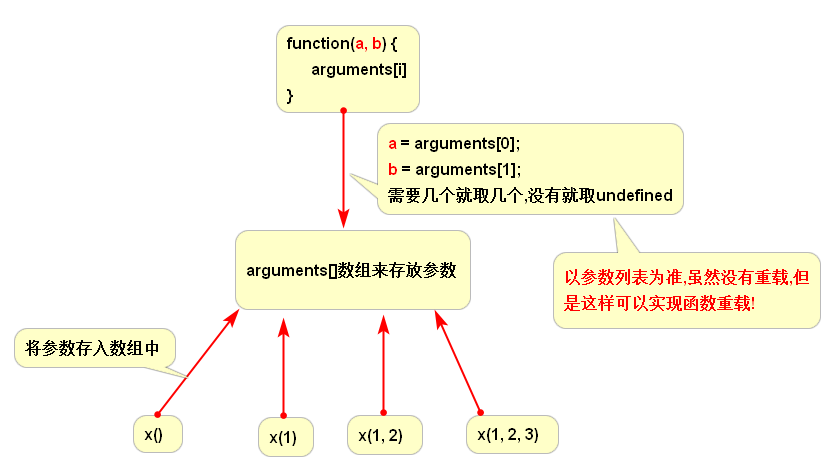 function(a, b) {
arguments[i]
}
a = arguments[0];
b = arguments[1];
需要几个就取几个,没有就取undefined
arguments[]数组来存放参数
以参数列表为准,虽然没有重载,但
是这样可以实现函数重载!
将参数存入数组中
x()
x(1)
x(1, 2)
x(1, 2, 3)